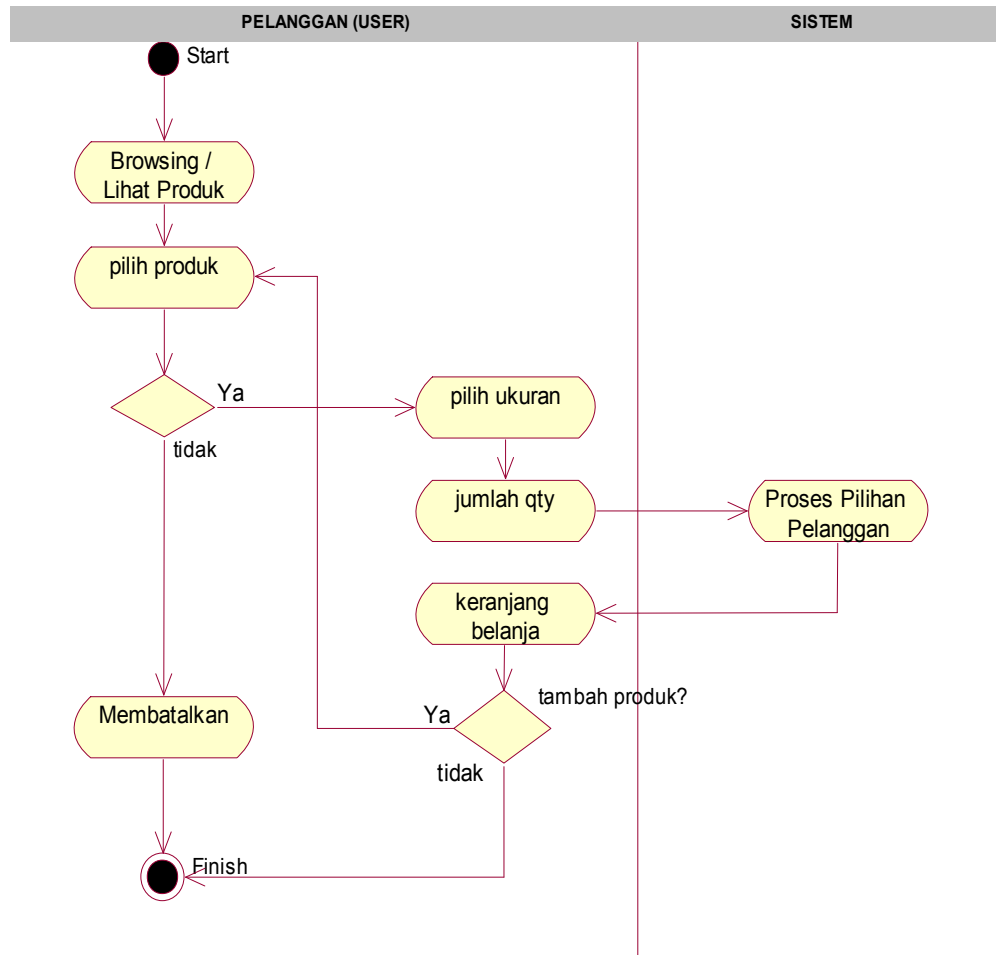 PELANGGAN (USER)
SISTEM
Start
Browsing /
Lihat Produk
pilih produk
Ya
tidak
pilih ukuran
jumlah qty
Proses Pilihan
Pelanggan
keranjang
belanja
tambah produk?
Ya
tidak
Membatalkan
Finish